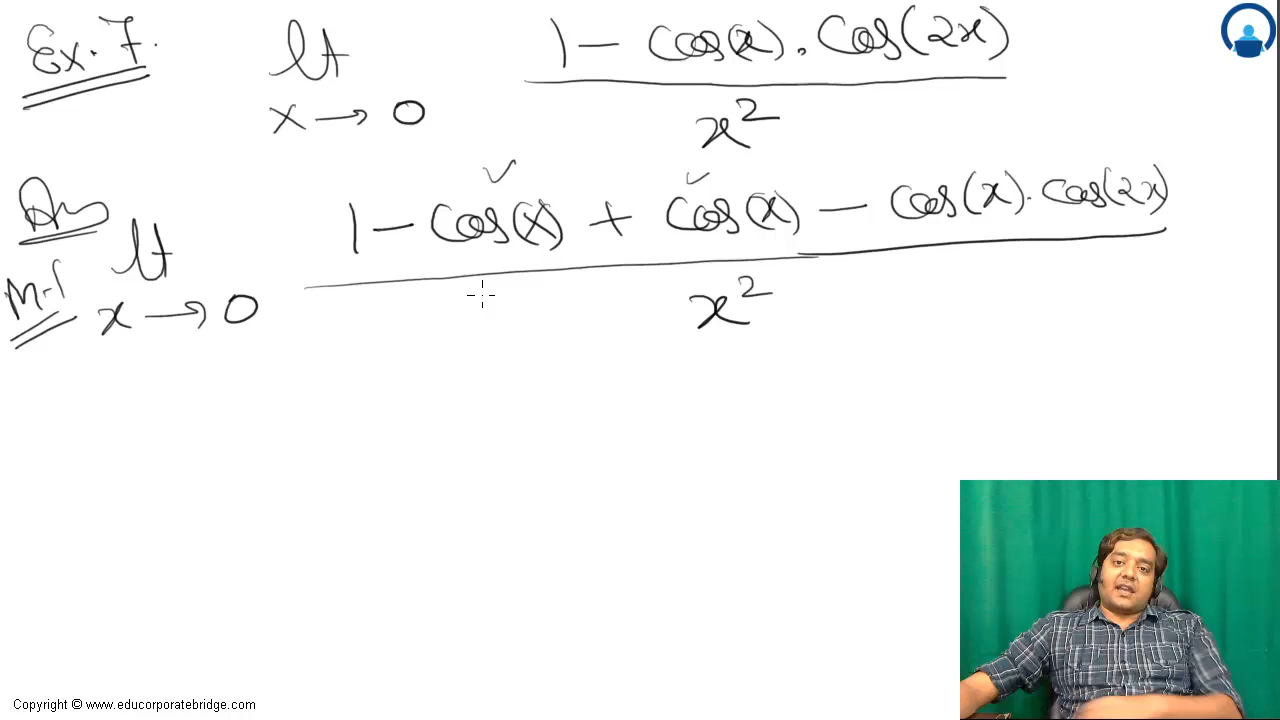 Ex. 7. lt x → 0 1 − Cos(x). Cos(2x) / x²
Ans
M-1 lt x → 0 1 − Cos(x) + Cos(x) − Cos(x). Cos(2x) / x²
Copyright © www.educorporatebridge.com